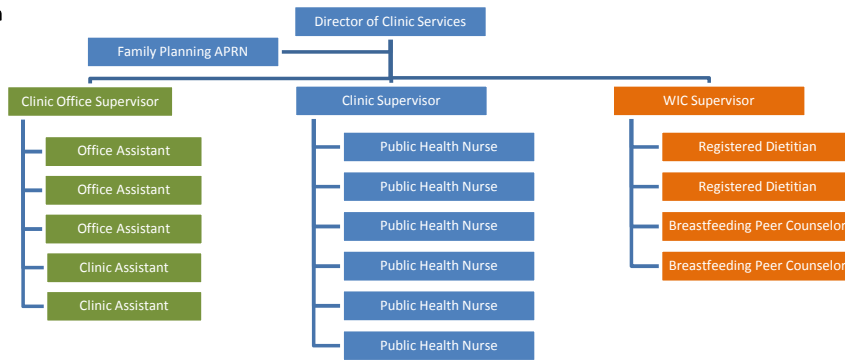 Director of Clinic Services
Family Planning APRN
Clinic Office Supervisor
Office Assistant
Office Assistant
Office Assistant
Clinic Assistant
Clinic Assistant
Clinic Supervisor
Public Health Nurse
Public Health Nurse
Public Health Nurse
Public Health Nurse
Public Health Nurse
Public Health Nurse
WIC Supervisor
Registered Dietitian
Registered Dietitian
Breastfeeding Peer Counselor
Breastfeeding Peer Counselor